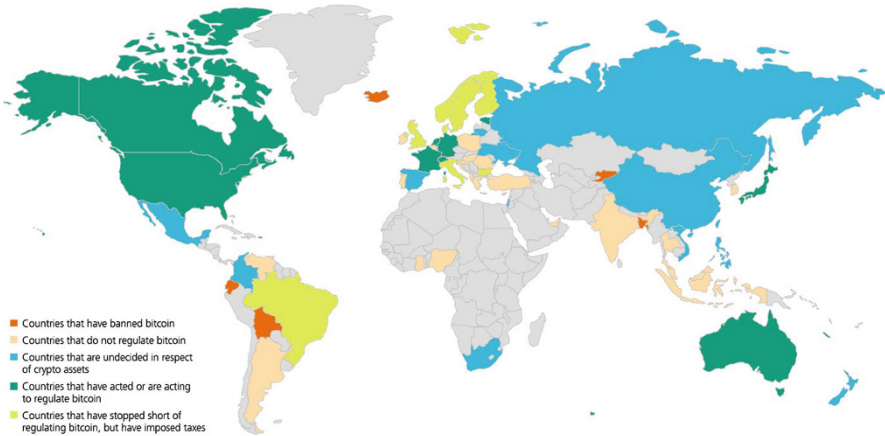 Countries that have banned bitcoin
Countries that do not regulate bitcoin
Countries that are undecided in respect
of crypto assets
Countries that have acted or are acting
to regulate bitcoin
Countries that have stopped short of
regulating bitcoin, but have imposed taxes